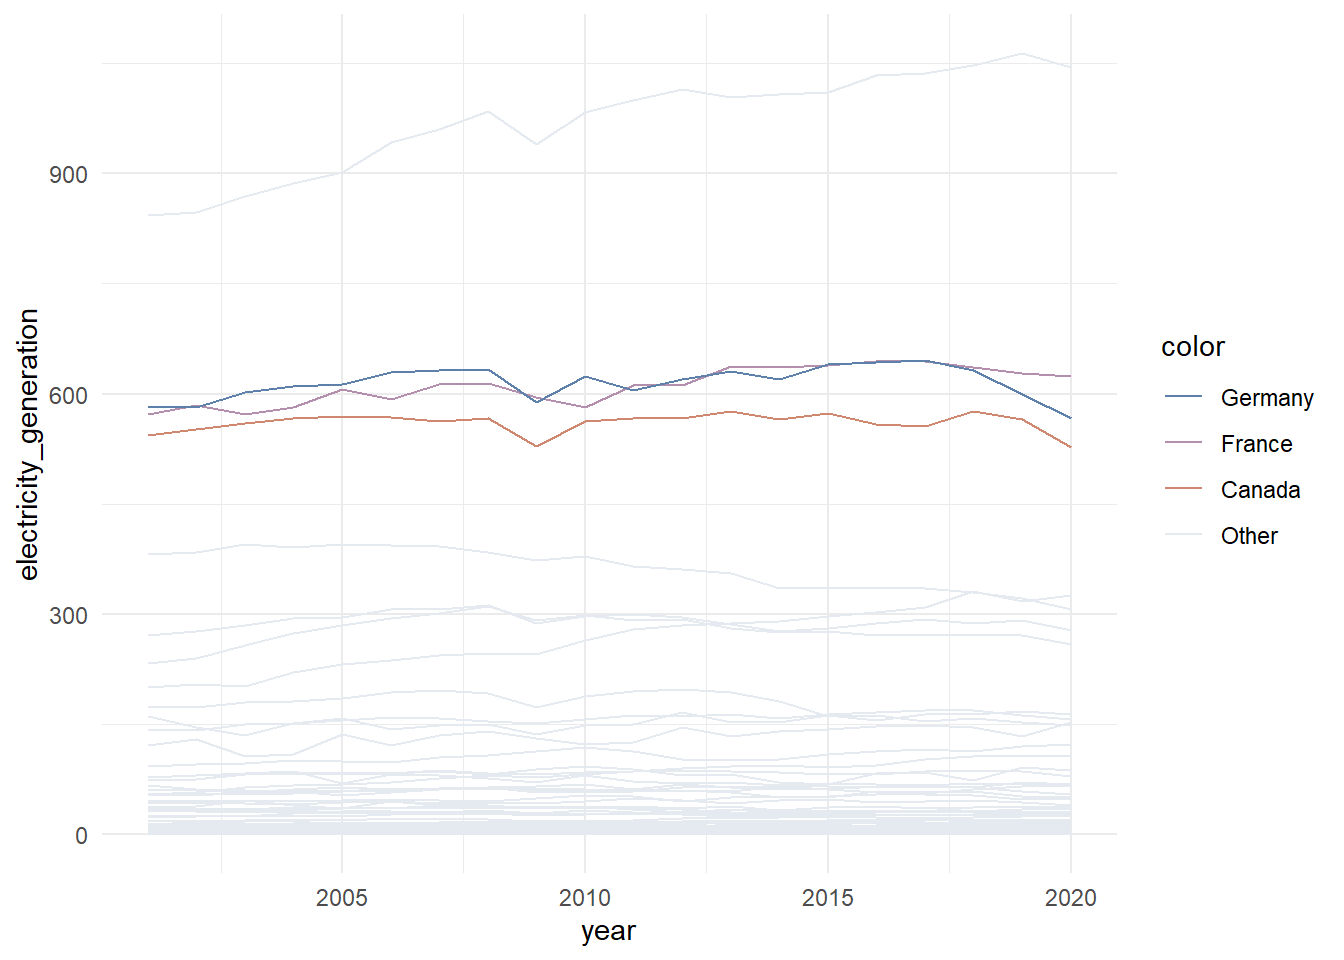 900
600
300
0
electricity_generation
2005
2010
2015
2020
year
color
Germany
France
Canada
Other